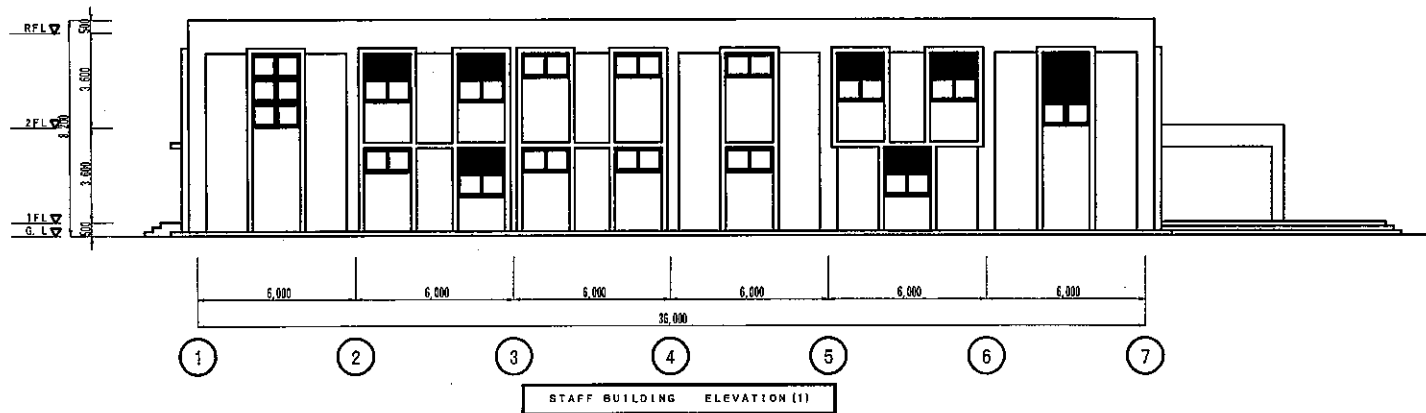 RFL
500
3,600
2FL
8,200
3,600
1FL
G.L
500
6,000 6,000 6,000 6,000 6,000 6,000
36,000
1 2 3 4 5 6 7
STAFF BUILDING ELEVATION (1)